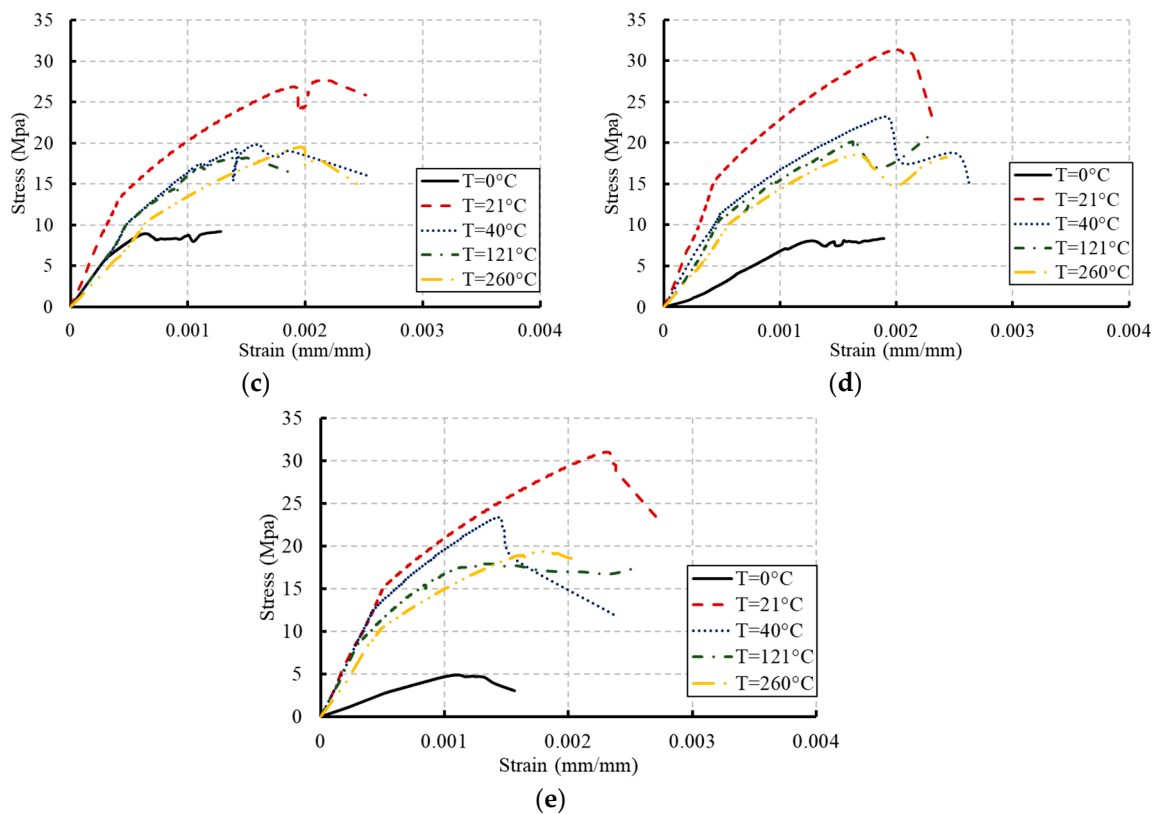 35
30
25
20
15
10
5
0
Stress (Mpa)
0 0.001 0.002 0.003 0.004
Strain (mm/mm)
T=0°C
T=21°C
T=40°C
T=121°C
T=260°C
(c)
35
30
25
20
15
10
5
0
Stress (Mpa)
0 0.001 0.002 0.003 0.004
Strain (mm/mm)
T=0°C
T=21°C
T=40°C
T=121°C
T=260°C
(d)
35
30
25
20
15
10
5
0
Stress (Mpa)
0 0.001 0.002 0.003 0.004
Strain (mm/mm)
T=0°C
T=21°C
T=40°C
T=121°C
T=260°C
(e)